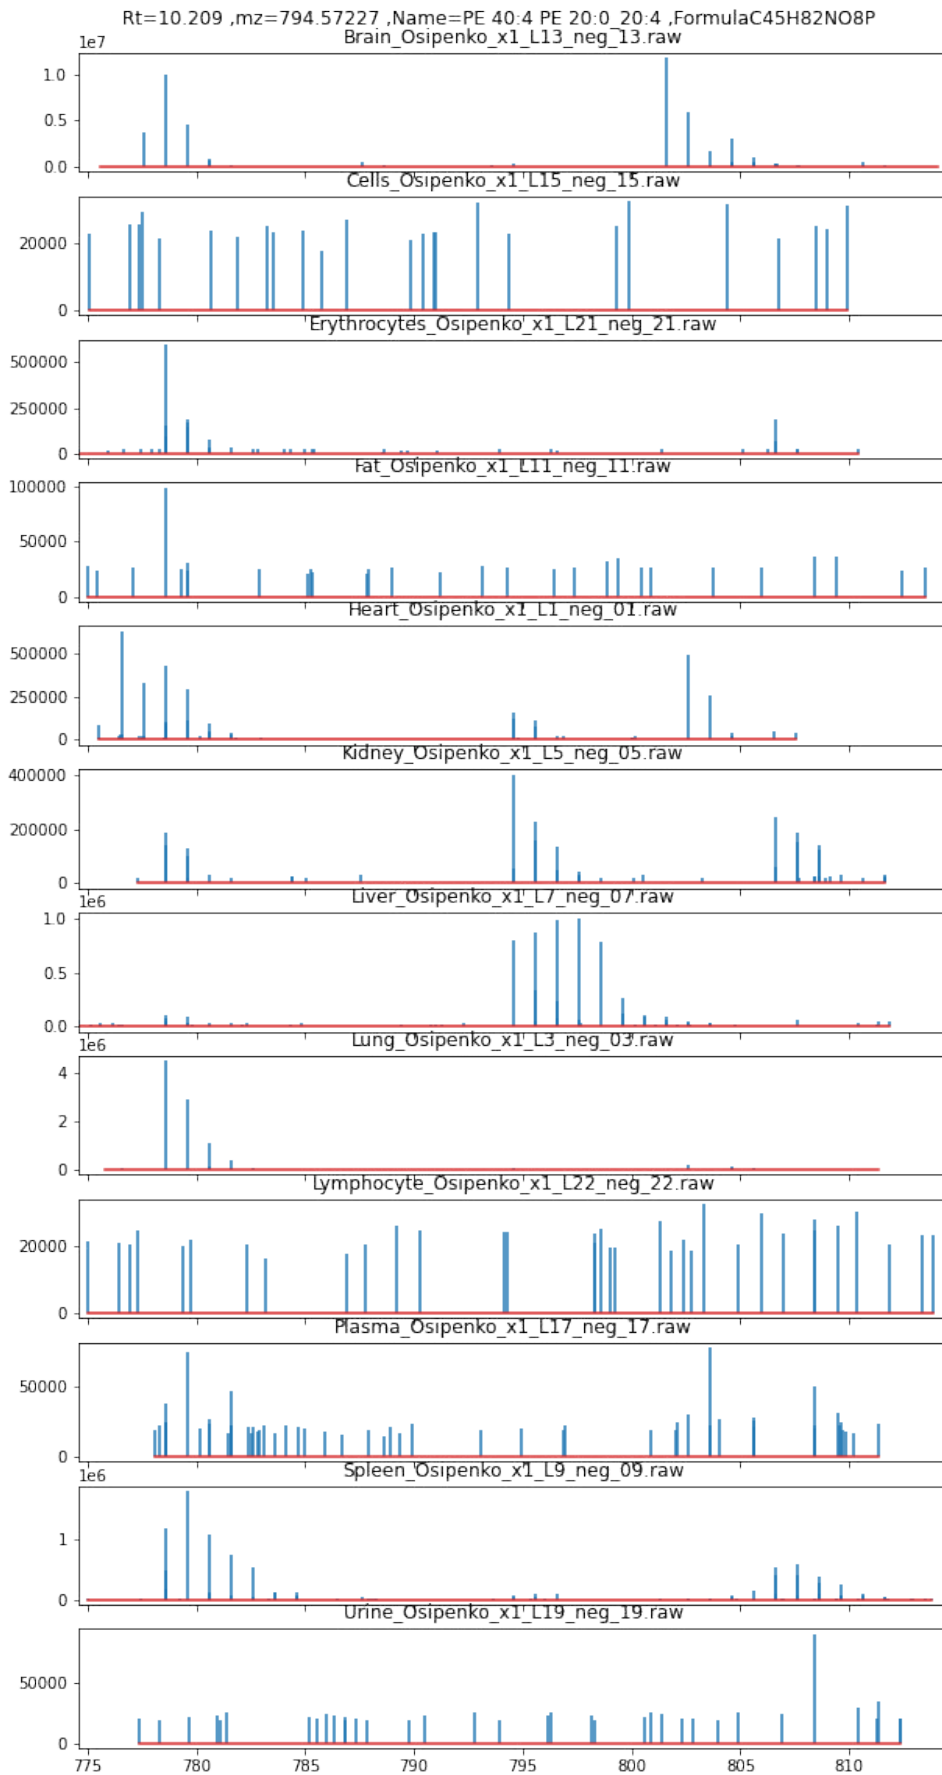 Rt=10.209 ,mz=794.57227 ,Name=PE 40:4 PE 20:0_20:4 ,FormulaC45H82NO8P
Brain_Osipenko_x1_L13_neg_13.raw
1e7
1.0
0.5
0.0
Cells_Osipenko_x1_L15_neg_15.raw
20000
0
Erythrocytes_Osipenko_x1_L21_neg_21.raw
500000
250000
0
Fat_Osipenko_x1_L11_neg_11.raw
100000
50000
0
Heart_Osipenko_x1_L1_neg_01.raw
500000
250000
0
Kidney_Osipenko_x1_L5_neg_05.raw
400000
200000
0
Liver_Osipenko_x1_L7_neg_07.raw
1e6
1.0
0.5
0.0
Lung_Osipenko_x1_L3_neg_03.raw
1e6
4
2
0
Lymphocyte_Osipenko_x1_L22_neg_22.raw
20000
0
Plasma_Osipenko_x1_L17_neg_17.raw
50000
0
Spleen_Osipenko_x1_L9_neg_09.raw
1e6
1
0
Urine_Osipenko_x1_L19_neg_19.raw
50000
0
775 780 785 790 795 800 805 810